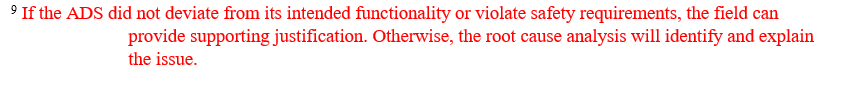 ⁹ If the ADS did not deviate from its intended functionality or violate safety requirements, the field can
provide supporting justification. Otherwise, the root cause analysis will identify and explain
the issue.